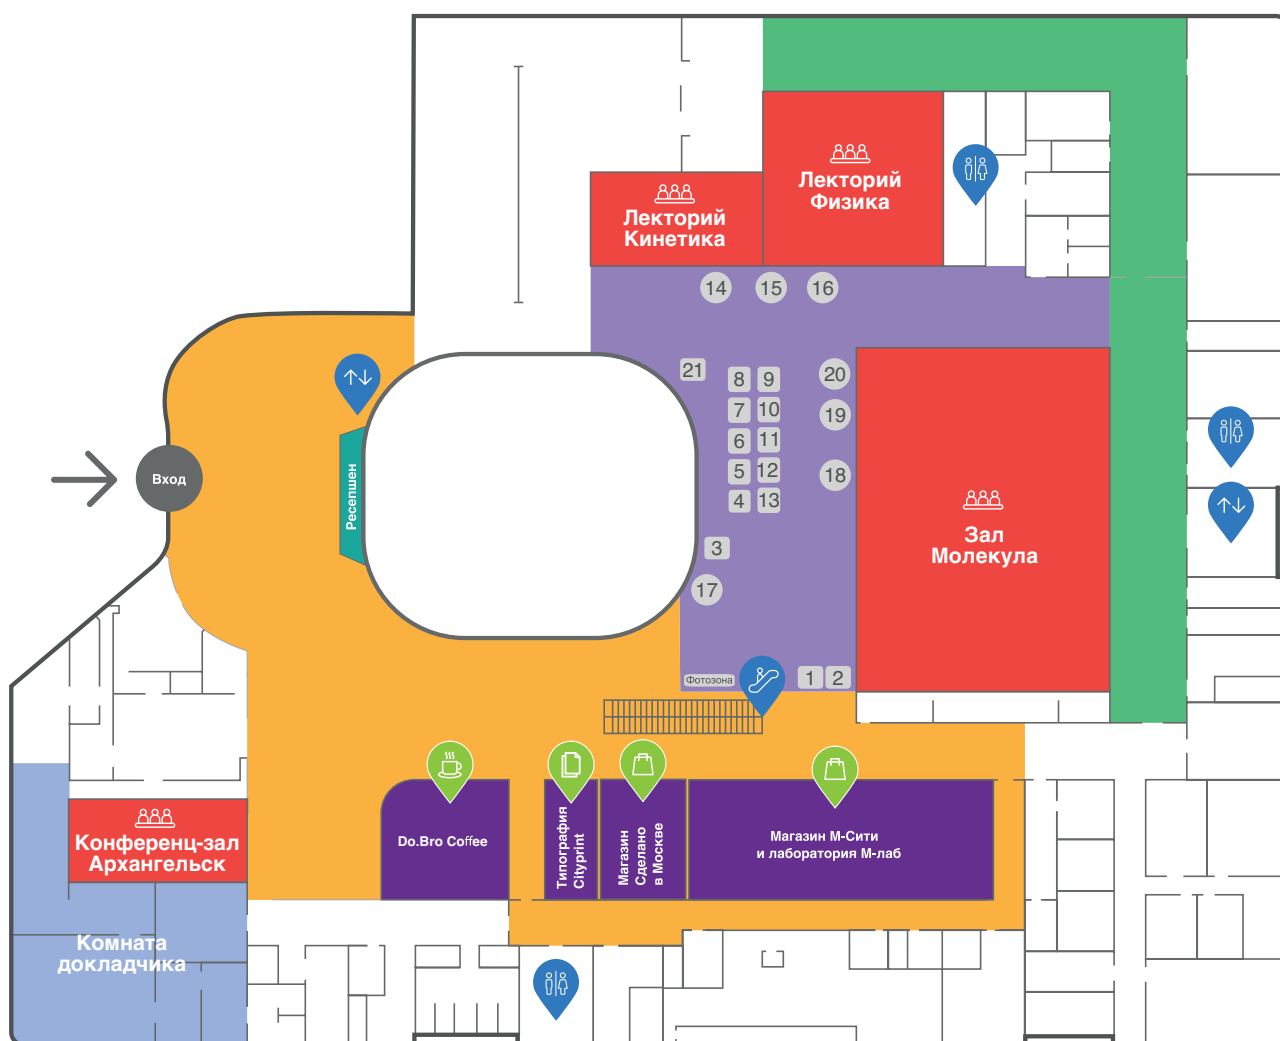 Лекторий
Физика
Лекторий
Кинетика
14
15
16
21
8
9
20
7
10
19
6
11
5
12
18
4
13
3
17
Вход
Ресепшен
Зал
Молекула
Фотозона
1
2
Do.Bro Coffee
Типография
Cityprint
Магазин
Сделано
в Москве
Магазин М-Сити
и лаборатория М-лаб
Конференц-зал
Архангельск
Комната
докладчика